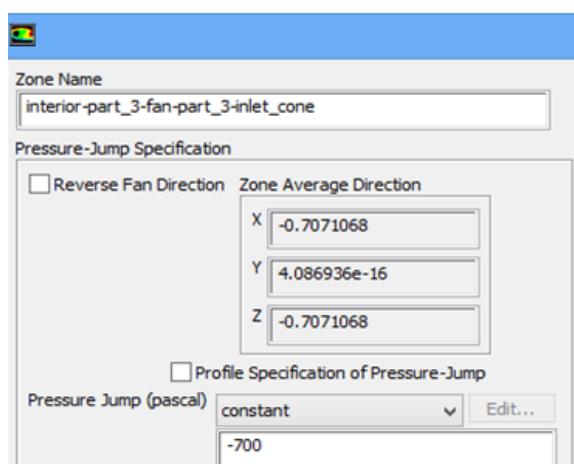 Zone Name
interior-part_3-fan-part_3-inlet_cone
Pressure-Jump Specification
Reverse Fan Direction Zone Average Direction
X -0.7071068
Y 4.086936e-16
Z -0.7071068
Profile Specification of Pressure-Jump
Pressure Jump (pascal) constant Edit...
-700